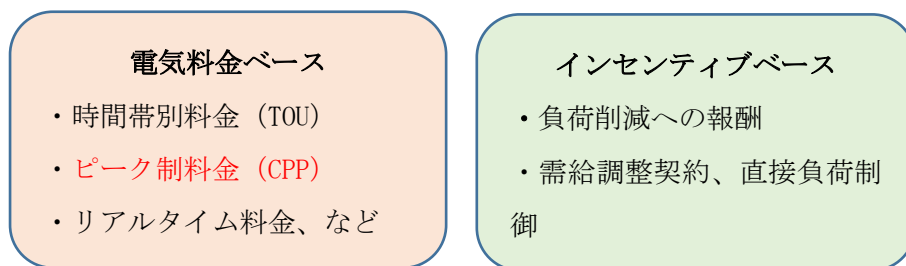 電気料金ベース
・時間帯別料金（TOU）
・ピーク制料金（CPP）
・リアルタイム料金、など
インセンティブベース
・負荷削減への報酬
・需給調整契約、直接負荷制
御